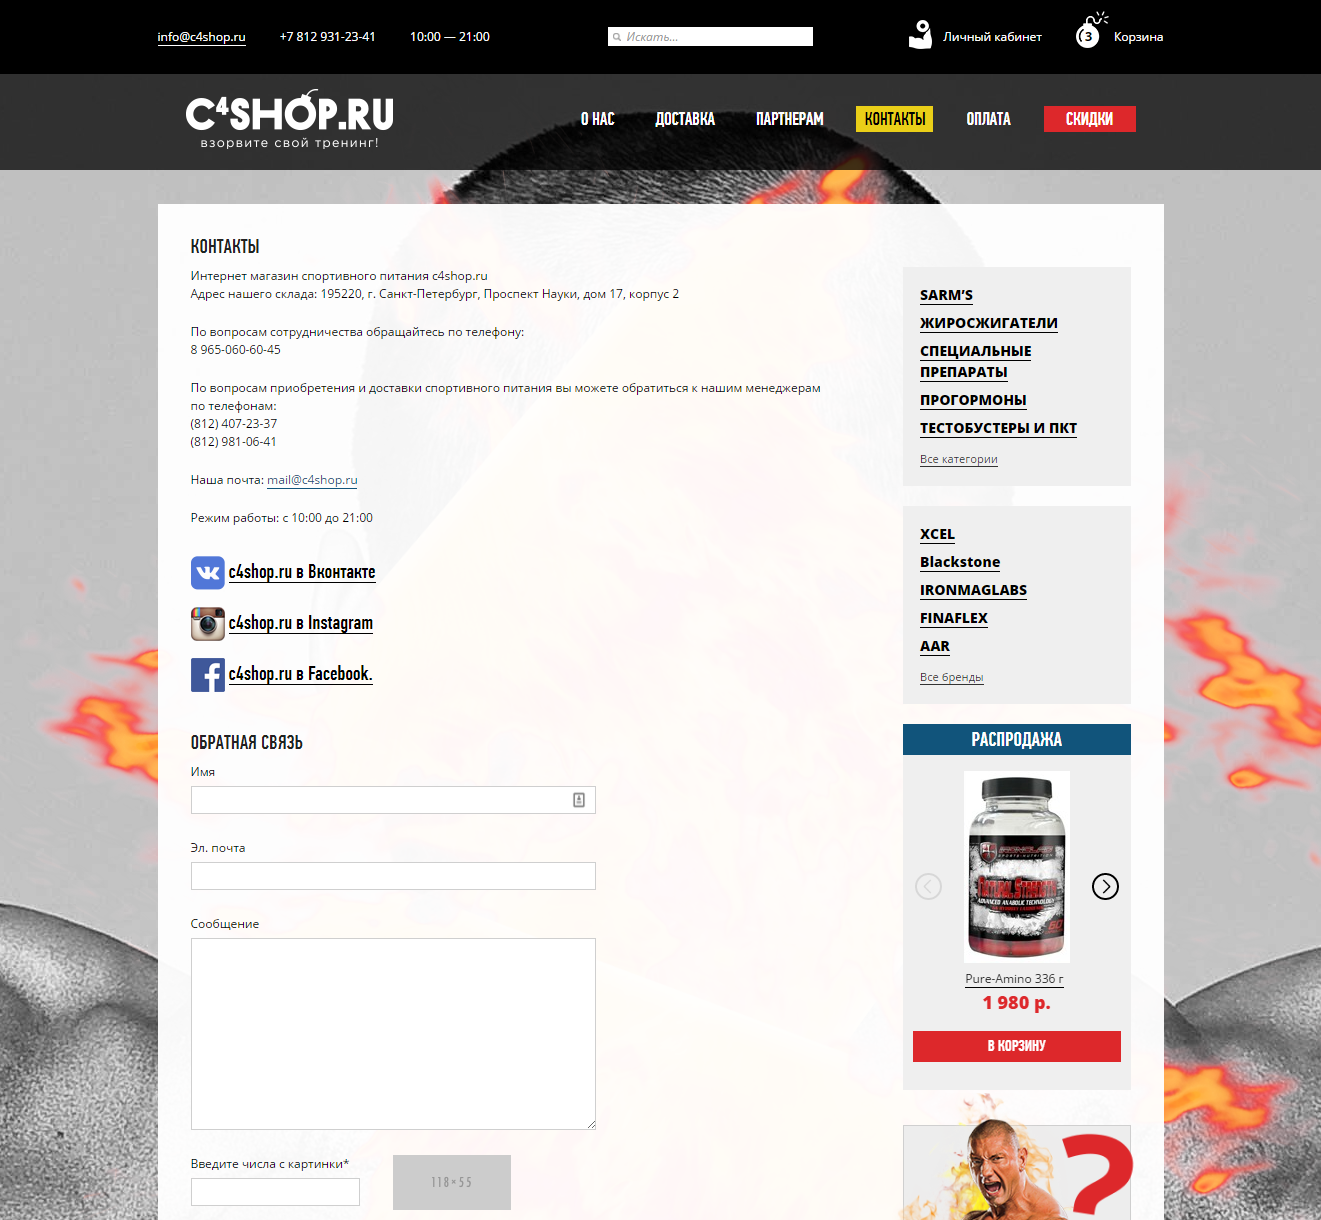 info@c4shop.ru
+7 812 931-23-41
10:00 — 21:00
Искать...
Личный кабинет
3
Корзина
C4SHOP.RU
взорвите свой тренинг!
О НАС
ДОСТАВКА
ПАРТНЕРАМ
КОНТАКТЫ
ОПЛАТА
СКИДКИ
КОНТАКТЫ
Интернет магазин спортивного питания c4shop.ru
Адрес нашего склада: 195220, г. Санкт-Петербург, Проспект Науки, дом 17, корпус 2
По вопросам сотрудничества обращайтесь по телефону:
8 965-060-60-45
По вопросам приобретения и доставки спортивного питания вы можете обратиться к нашим менеджерам
по телефонам:
(812) 407-23-37
(812) 981-06-41
Наша почта: mail@c4shop.ru
Режим работы: с 10:00 до 21:00
c4shop.ru в Вконтакте
c4shop.ru в Instagram
c4shop.ru в Facebook.
ОБРАТНАЯ СВЯЗЬ
Имя
Эл. почта
Сообщение
Введите числа с картинки*
118×55
SARM’S
ЖИРОСЖИГАТЕЛИ
СПЕЦИАЛЬНЫЕ
ПРЕПАРАТЫ
ПРОГОРМОНЫ
ТЕСТОБУСТЕРЫ И ПКТ
Все категории
XCEL
Blackstone
IRONMAGLABS
FINAFLEX
AAR
Все бренды
РАСПРОДАЖА
ADVANCED ANABOLIC TECHNOLOGY
Pure-Amino 336 г
1 980 р.
В КОРЗИНУ
?